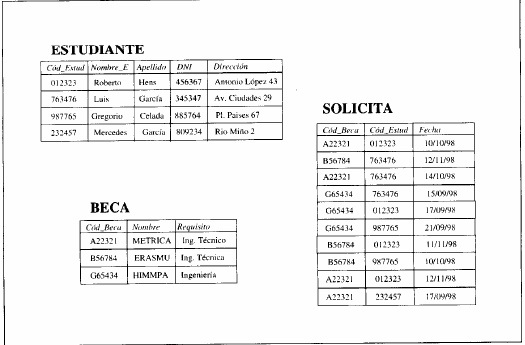 ESTUDIANTE
Cód_Estud Nombre_E Apellido DNI Dirección
012323 Roberto Hens 456367 Antonio López 43
763476 Luis García 345347 Av. Ciudades 29
987765 Gregorio Celada 885764 Pl. Paises 67
232457 Mercedes García 809234 Rio Miño 2
SOLICITA
Cód_Beca Cód_Estud Fecha
A22321 012323 10/10/98
B56784 763476 12/11/98
A22321 763476 14/10/98
G65434 763476 15/09/98
G65434 012323 17/09/98
G65434 987765 21/09/98
B56784 012323 11/11/98
B56784 987765 10/10/98
A22321 012323 12/11/98
A22321 232457 17/09/98
BECA
Cód_Beca Nombre Requisito
A22321 METRICA Ing. Técnico
B56784 ERASMU Ing. Técnica
G65434 HIMMPA Ingeniería